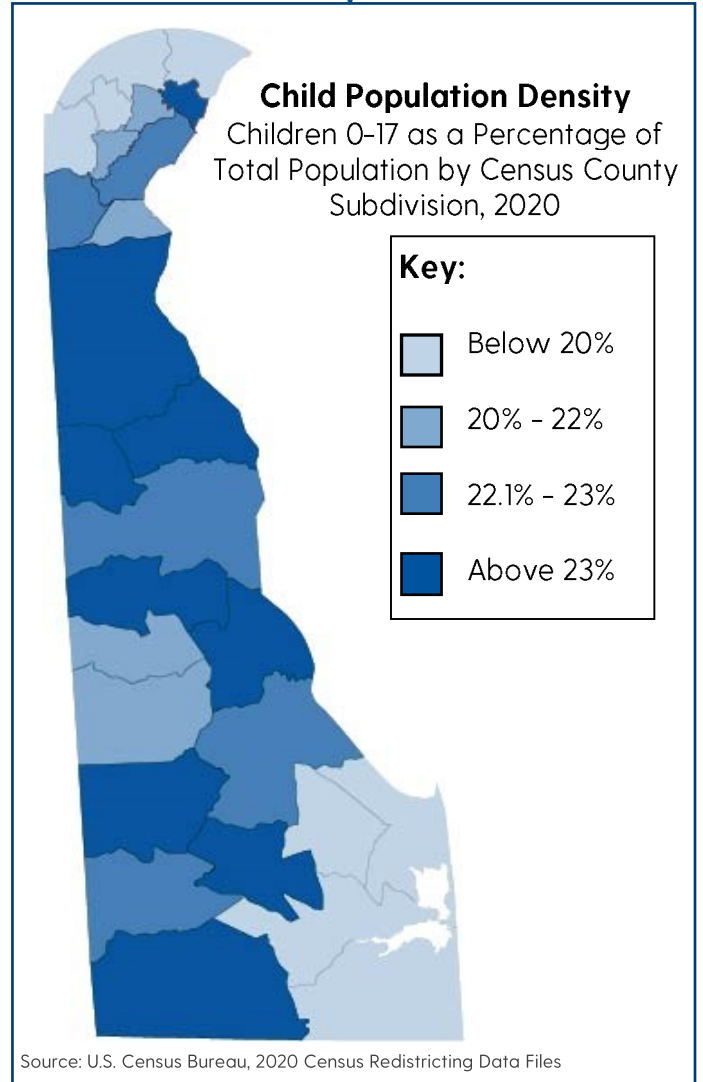 Child Population Density
Children 0-17 as a Percentage of
Total Population by Census County
Subdivision, 2020
Key:
Below 20%
20% - 22%
22.1% - 23%
Above 23%
Source: U.S. Census Bureau, 2020 Census Redistricting Data Files